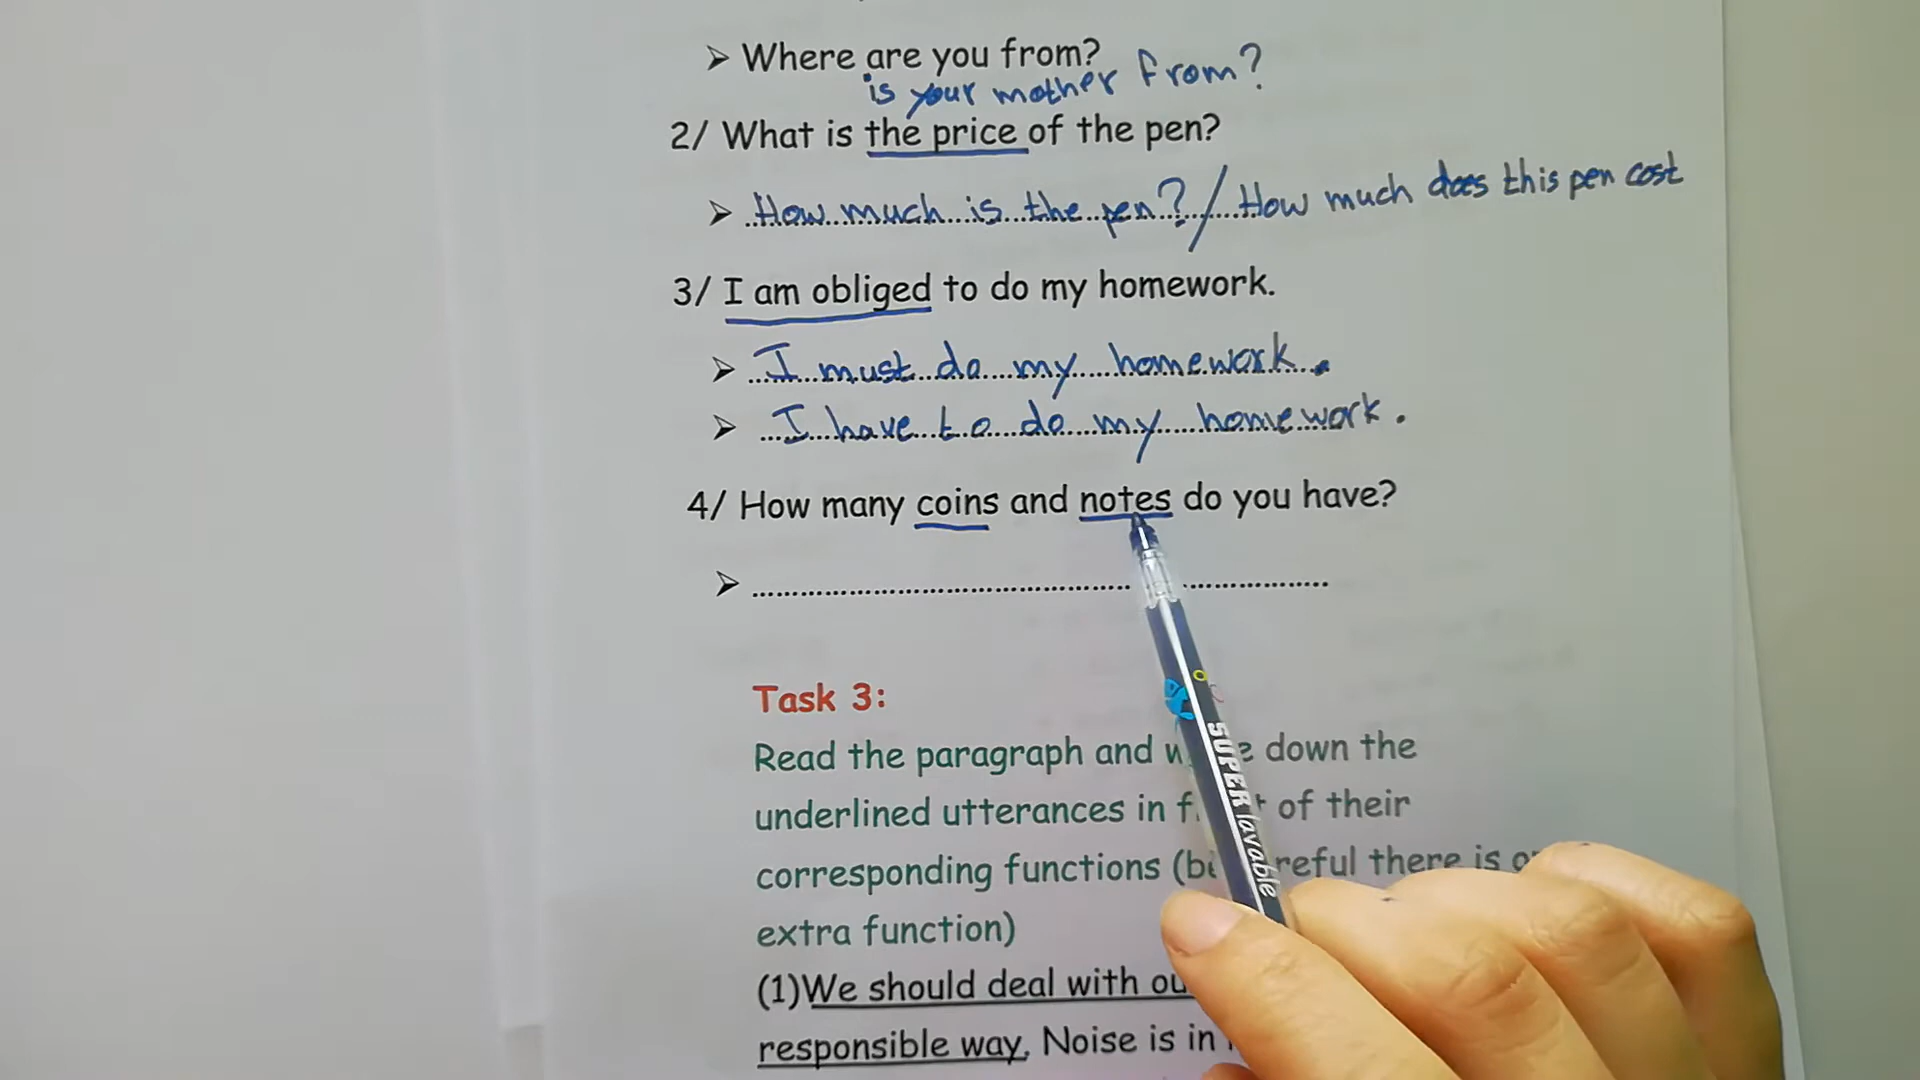 ➢ Where are you from?
is your mother from?
2/ What is the price of the pen?
➢ How much is the pen? / How much does this pen cost
3/ I am obliged to do my homework.
➢ I must do my homework.
➢ I have to do my homework.
4/ How many coins and notes do you have?
➢ ........................................................................
Task 3:
Read the paragraph and down the
underlined utterances in of their
corresponding functions ( there is
extra function)
(1)We should deal with
responsible way. Noise is in
SUPER lavable